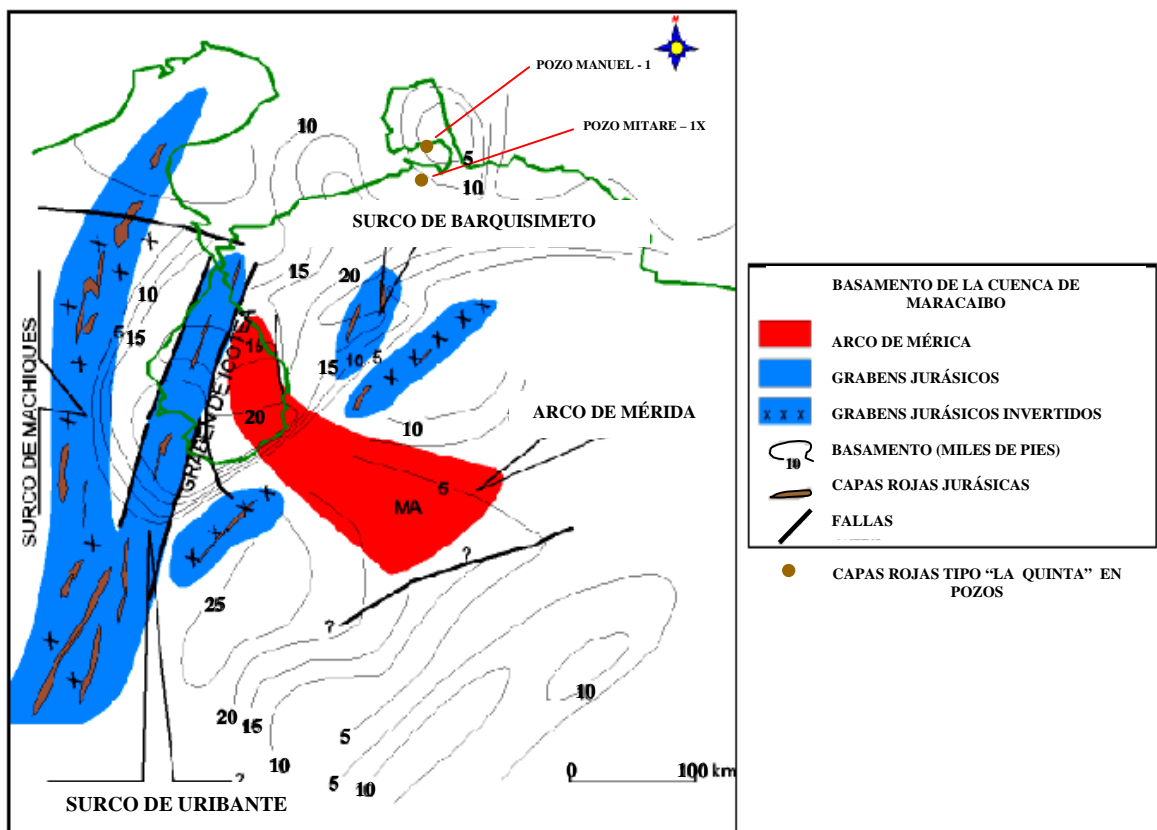 N
POZO MANUEL - 1
POZO MITARE – 1X
10
5
10
SURCO DE BARQUISIMETO
15
20
10
5
15
SURCO DE MACHIQUES
GRABEN DE ICOTEA
15
15
10
5
20
10
ARCO DE MÉRIDA
5
MA
?
?
25
20
15
10
5
5
10
10
0
100 km
?
SURCO DE URIBANTE
BASAMENTO DE LA CUENCA DE
MARACAIBO
ARCO DE MÉRICA
GRABENS JURÁSICOS
x x x
GRABENS JURÁSICOS INVERTIDOS
10
BASAMENTO (MILES DE PIES)
CAPAS ROJAS JURÁSICAS
FALLAS
CAPAS ROJAS TIPO “LA QUINTA” EN
POZOS